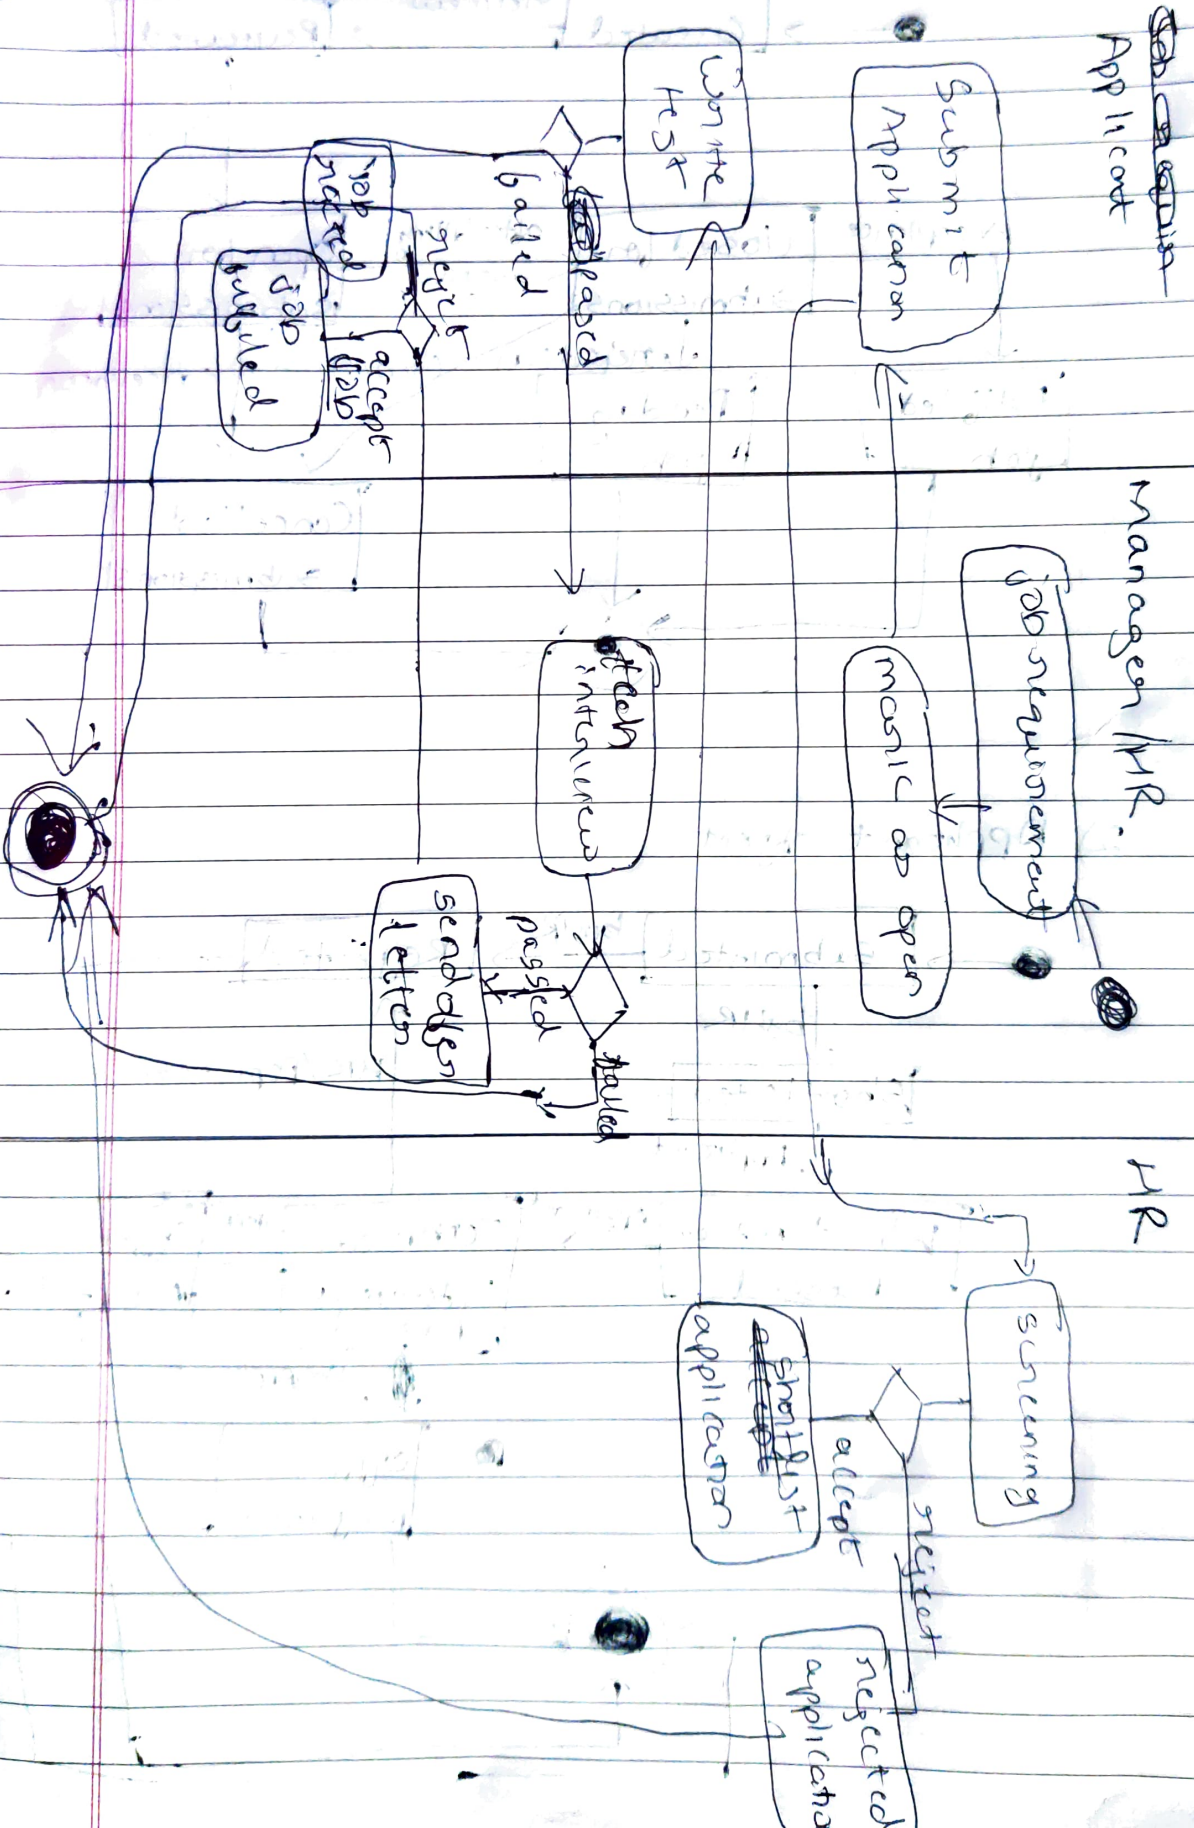 Applicant
Manager/HR.
HR
Submit
Application
job requirement
mark as open
screening
accept
reject
shortlist
application
rejected
applicatio
write
test
failed
passed
tech
interview
passed
failed
send offer
letter
reject
accept
job
job
rejected
job
fulfilled